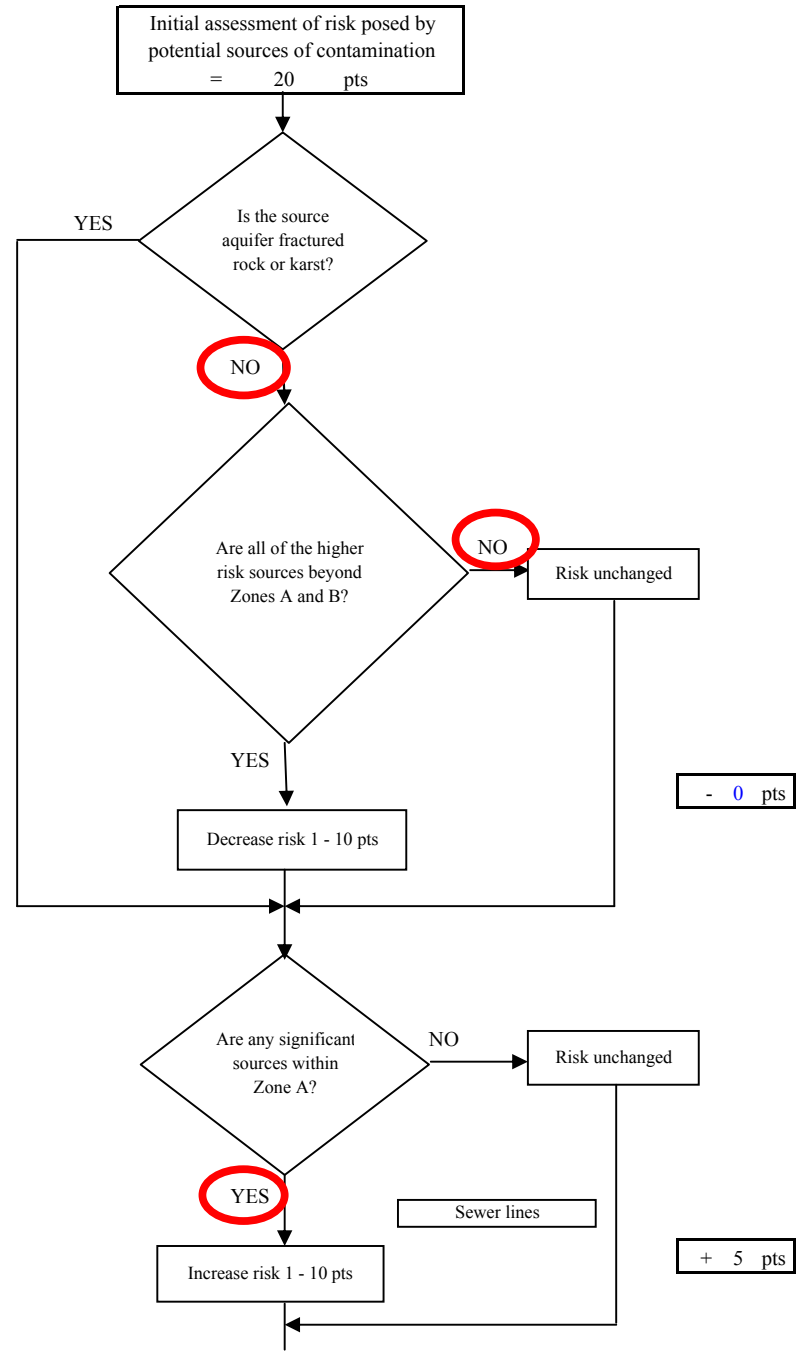 Initial assessment of risk posed by
potential sources of contamination
= 20 pts
YES
Is the source
aquifer fractured
rock or karst?
NO
Are all of the higher
risk sources beyond
Zones A and B?
NO
Risk unchanged
YES
- 0 pts
Decrease risk 1 - 10 pts
Are any significant
sources within
Zone A?
NO
Risk unchanged
YES
Sewer lines
+ 5 pts
Increase risk 1 - 10 pts